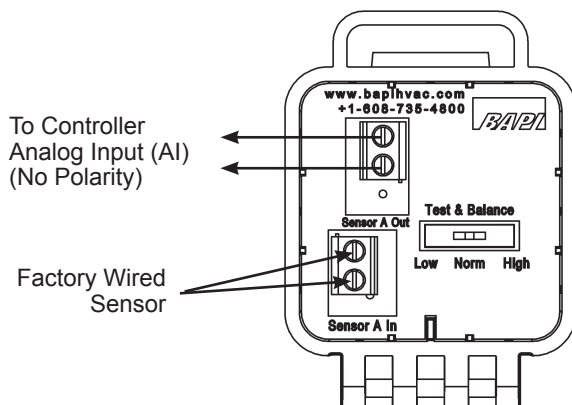 www.bapihvac.com
+1-608-735-4800
BAPI
To Controller
Analog Input (AI)
(No Polarity)
Sensor A Out
Test & Balance
Low Norm High
Factory Wired
Sensor
Sensor A In